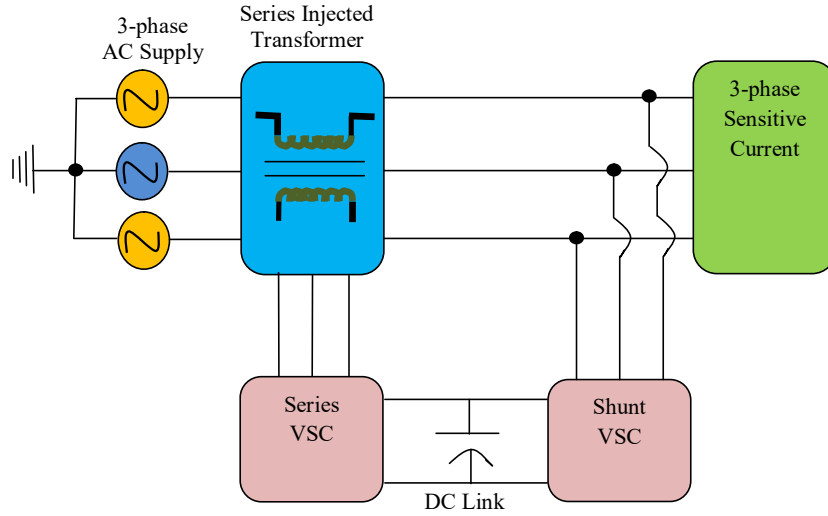 3-phase
AC Supply
Series Injected
Transformer
3-phase
Sensitive
Current
Series
VSC
Shunt
VSC
DC Link